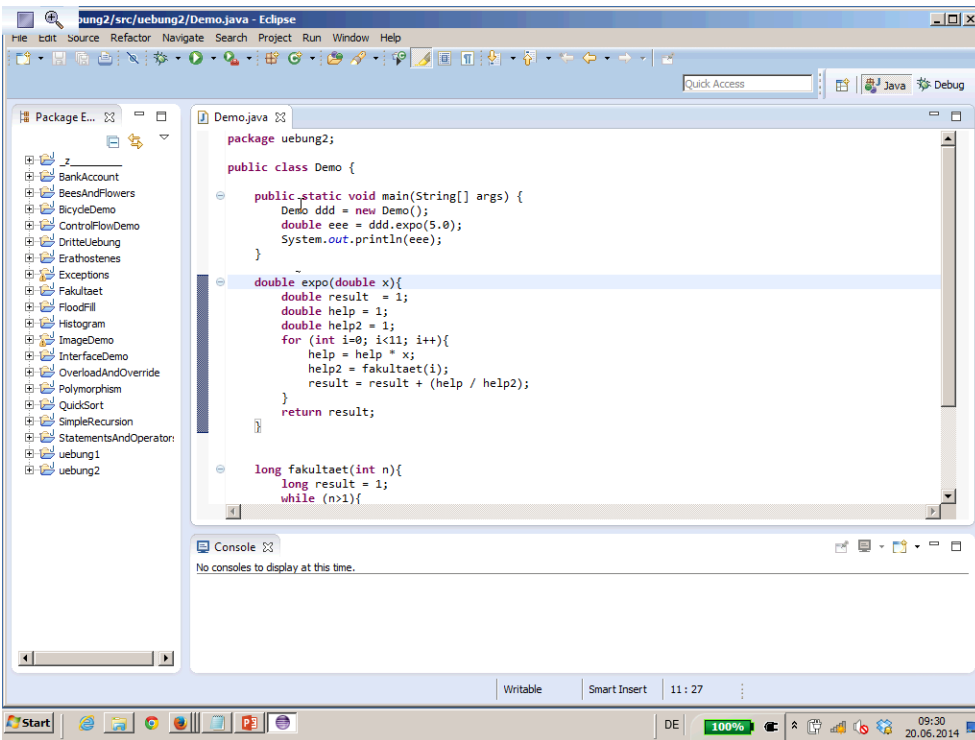 bung2/src/uebung2/Demo.java - Eclipse
File Edit Source Refactor Navigate Search Project Run Window Help
Quick Access
Java
Debug
Package E...
_z_________
BankAccount
BeesAndFlowers
BicycleDemo
ControlFlowDemo
DritteUebung
Erathostenes
Exceptions
Fakultaet
FloodFill
Histogram
ImageDemo
InterfaceDemo
OverloadAndOverride
Polymorphism
QuickSort
SimpleRecursion
StatementsAndOperators
uebung1
uebung2
Demo.java
package uebung2;
public class Demo {
public static void main(String[] args) {
Demo ddd = new Demo();
double eee = ddd.expo(5.0);
System.out.println(eee);
}
double expo(double x){
double result  = 1;
double help = 1;
double help2 = 1;
for (int i=0; i<11; i++){
help = help * x;
help2 = fakultaet(i);
result = result + (help / help2);
}
return result;
}
long fakultaet(int n){
long result = 1;
while (n>1){
Console
No consoles to display at this time.
Writable
Smart Insert
11 : 27
Start
DE
100%
09:30
20.06.2014